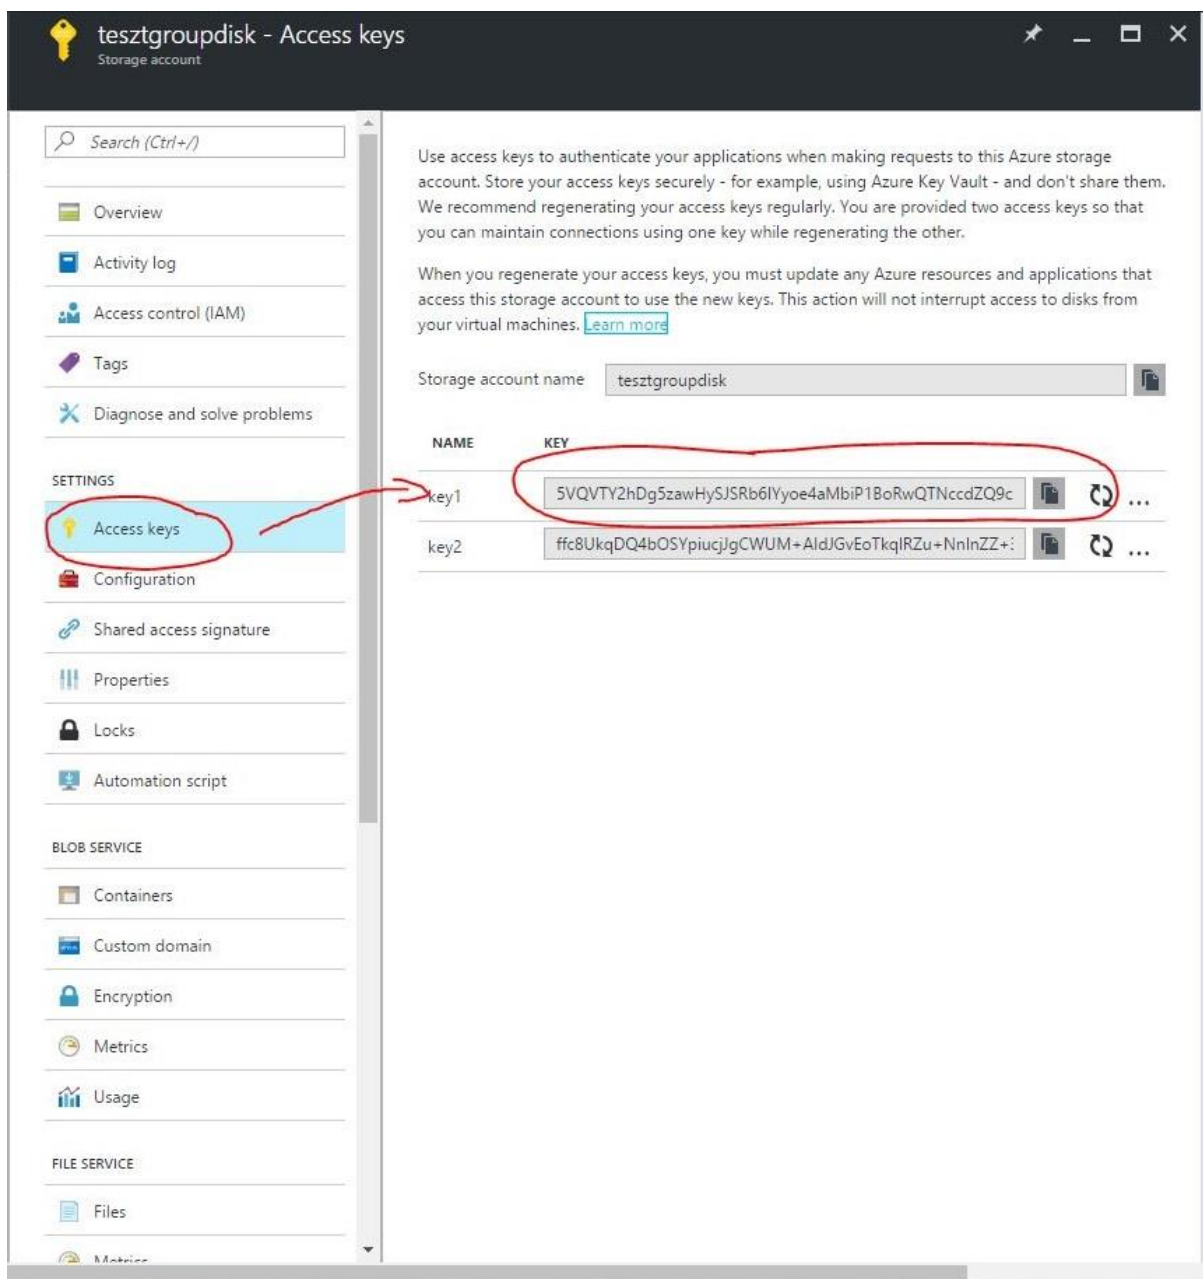 tesztgroupdisk - Access keys
Storage account
Search (Ctrl+/)
Overview
Activity log
Access control (IAM)
Tags
Diagnose and solve problems
SETTINGS
Access keys
Configuration
Shared access signature
Properties
Locks
Automation script
BLOB SERVICE
Containers
Custom domain
Encryption
Metrics
Usage
FILE SERVICE
Files
Metrics
Use access keys to authenticate your applications when making requests to this Azure storage
account. Store your access keys securely - for example, using Azure Key Vault - and don't share them.
We recommend regenerating your access keys regularly. You are provided two access keys so that
you can maintain connections using one key while regenerating the other.
When you regenerate your access keys, you must update any Azure resources and applications that
access this storage account to use the new keys. This action will not interrupt access to disks from
your virtual machines. Learn more
Storage account name tesztgroupdisk
NAME KEY
key1
key2